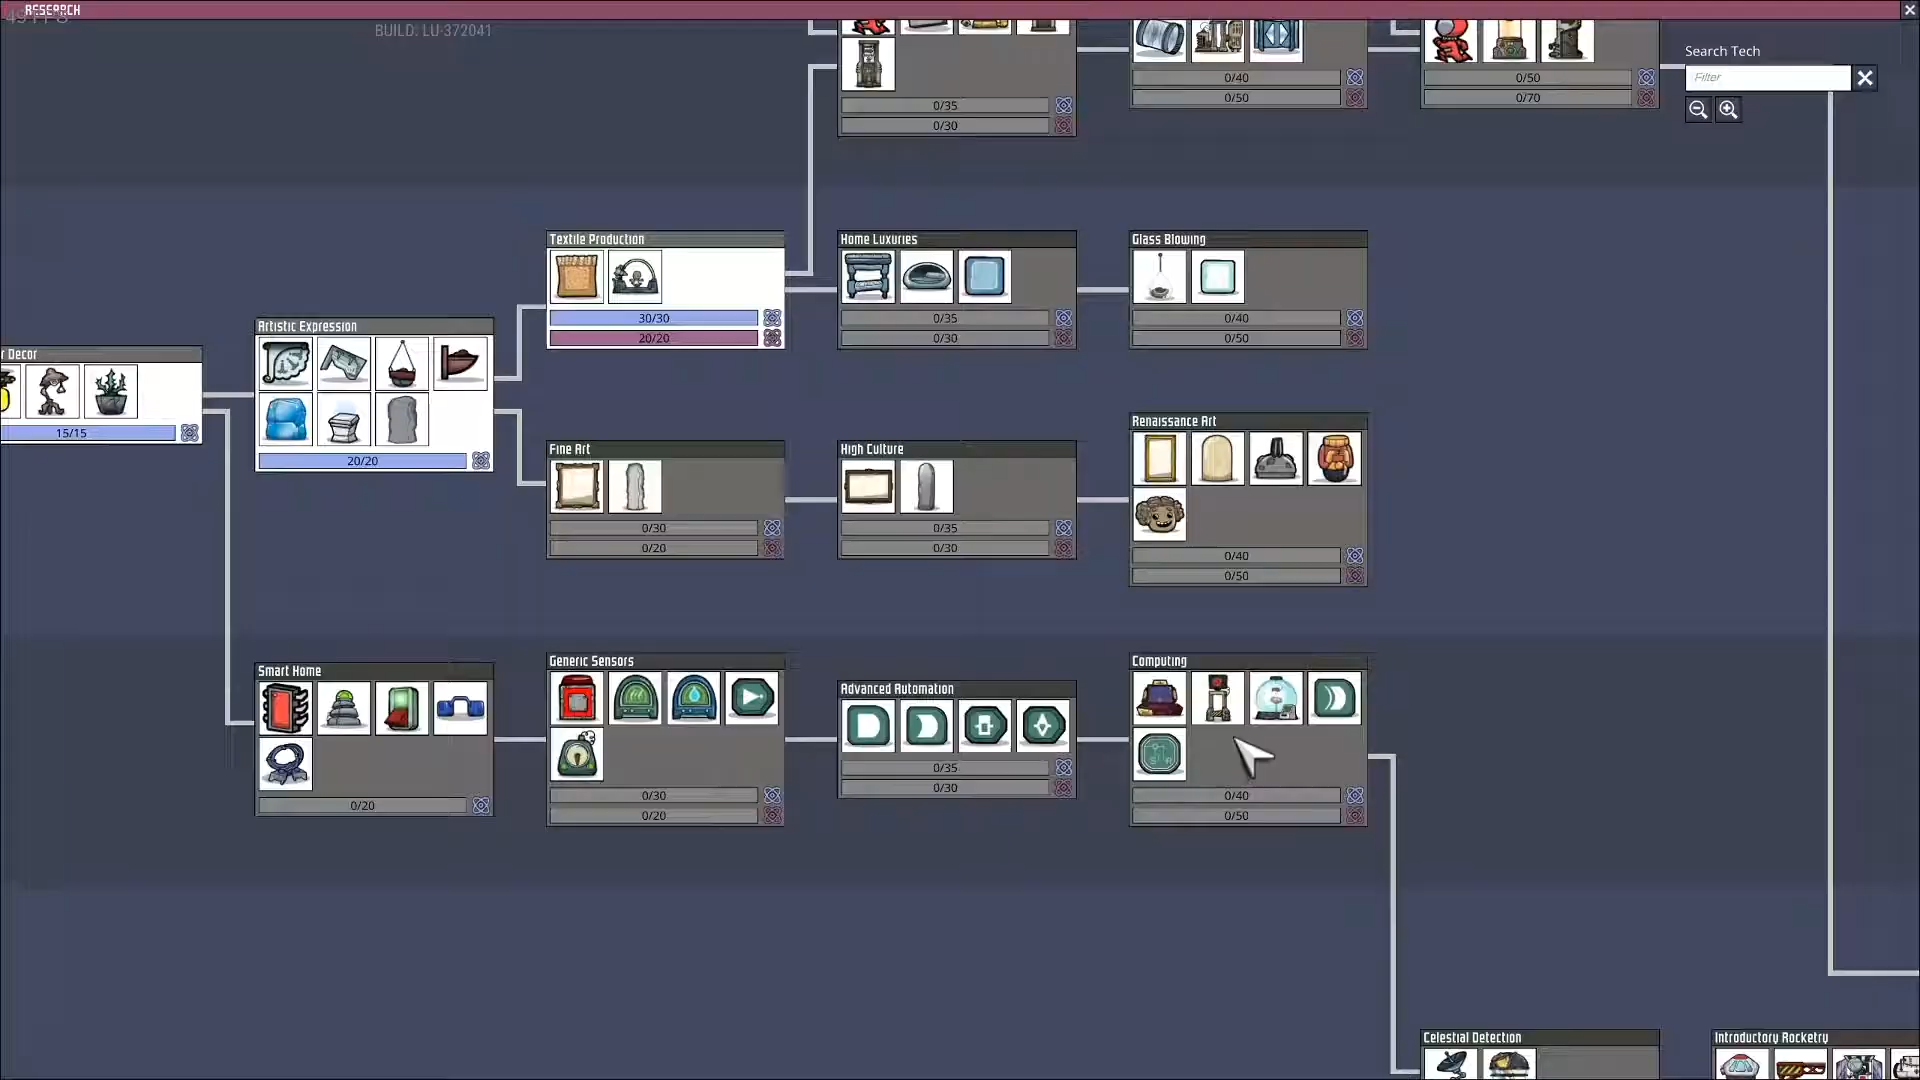 RESEARCH
BUILD: LU-372041
Search Tech
Filter
0/35
0/30
0/40
0/50
0/50
0/70
Textile Production
30/30
20/20
Home Luxuries
0/35
0/30
Glass Blowing
0/40
0/50
Artistic Expression
20/20
r Decor
15/15
Fine Art
0/30
0/20
High Culture
0/35
0/30
Renaissance Art
0/40
0/50
Smart Home
0/20
Generic Sensors
0/30
0/20
Advanced Automation
0/35
0/30
Computing
0/40
0/50
Celestial Detection
Introductory Rocketry